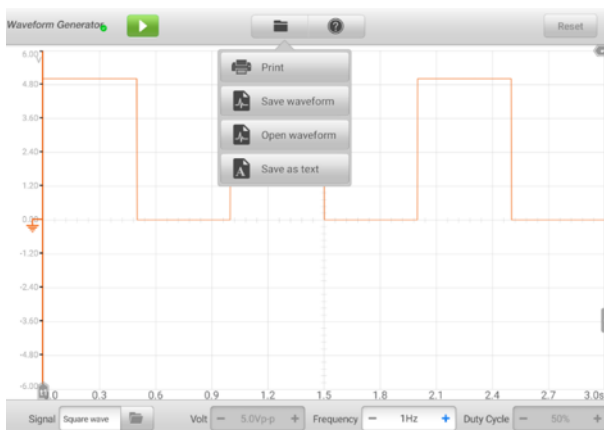 Waveform Generator
Reset
Print
Save waveform
Open waveform
Save as text
6.00
V
4.80
3.60
2.40
1.20
0.00
-1.20
-2.40
-3.60
-4.80
-6.00
0.0 0.3 0.6 0.9 1.2 1.5 1.8 2.1 2.4 2.7 3.0s
Signal Square wave Volt − 5.0Vp-p + Frequency − 1Hz + Duty Cycle − 50% +